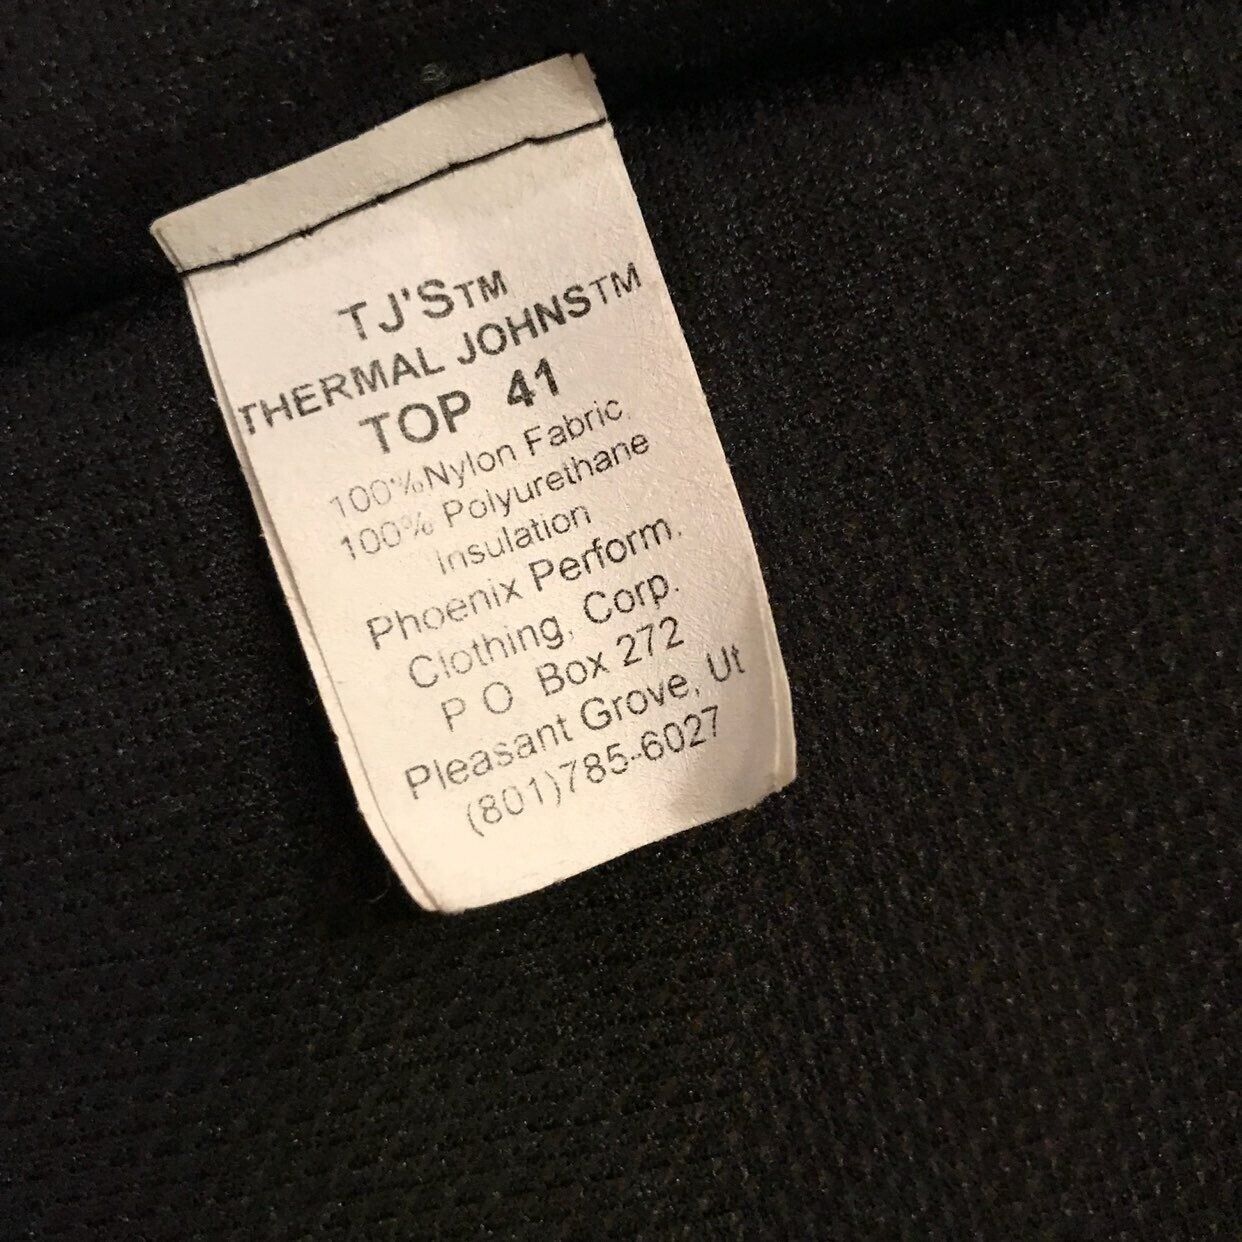 TJ'STM
THERMAL JOHNSTM
TOP 41
100%Nylon Fabric
100% Polyurethane
Insulation
Phoenix Perform.
Clothing, Corp.
P O Box 272
Pleasant Grove, Ut
(801)785-6027